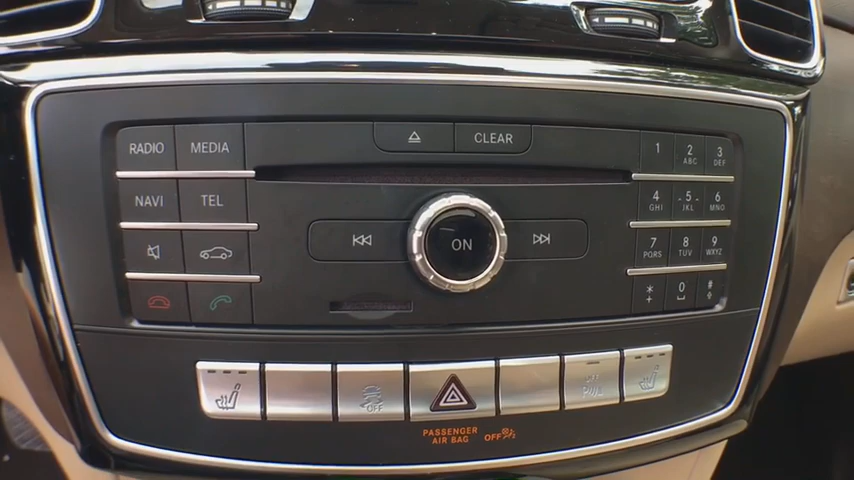 RADIO MEDIA CLEAR 1 2 ABC 3 DEF
NAVI TEL 4 GHI 5 JKL 6 MNO
ON
7 PQRS 8 TUV 9 WXYZ
* + 0 #
OFF OFF
PASSENGER
AIR BAG OFF